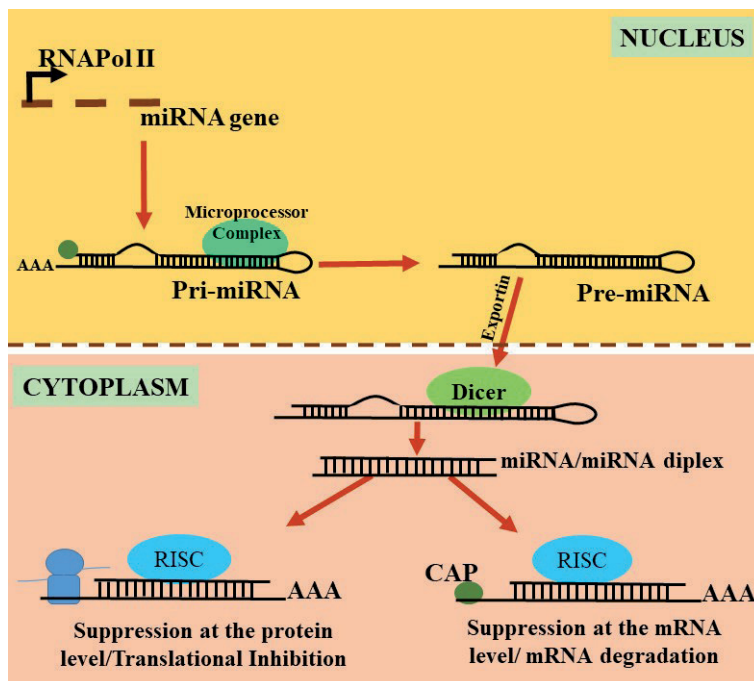 NUCLEUS
RNAPol II
miRNA gene
Microprocessor
Complex
AAA
Pri-miRNA
Pre-miRNA
Exportin
CYTOPLASM
Dicer
miRNA/miRNA diplex
RISC
AAA
Suppression at the protein
level/Translational Inhibition
RISC
CAP
AAA
Suppression at the mRNA
level/ mRNA degradation